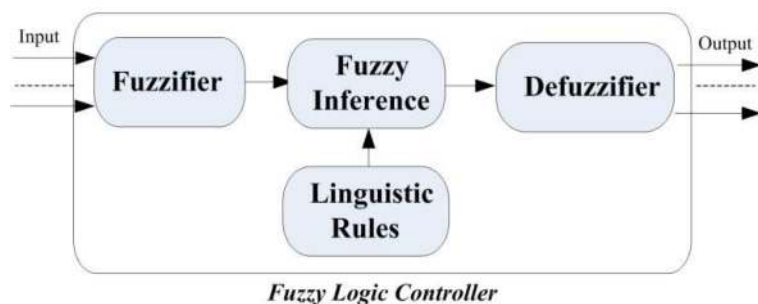 Input
Output
Fuzzifier
Fuzzy
Inference
Defuzzifier
Linguistic
Rules
Fuzzy Logic Controller